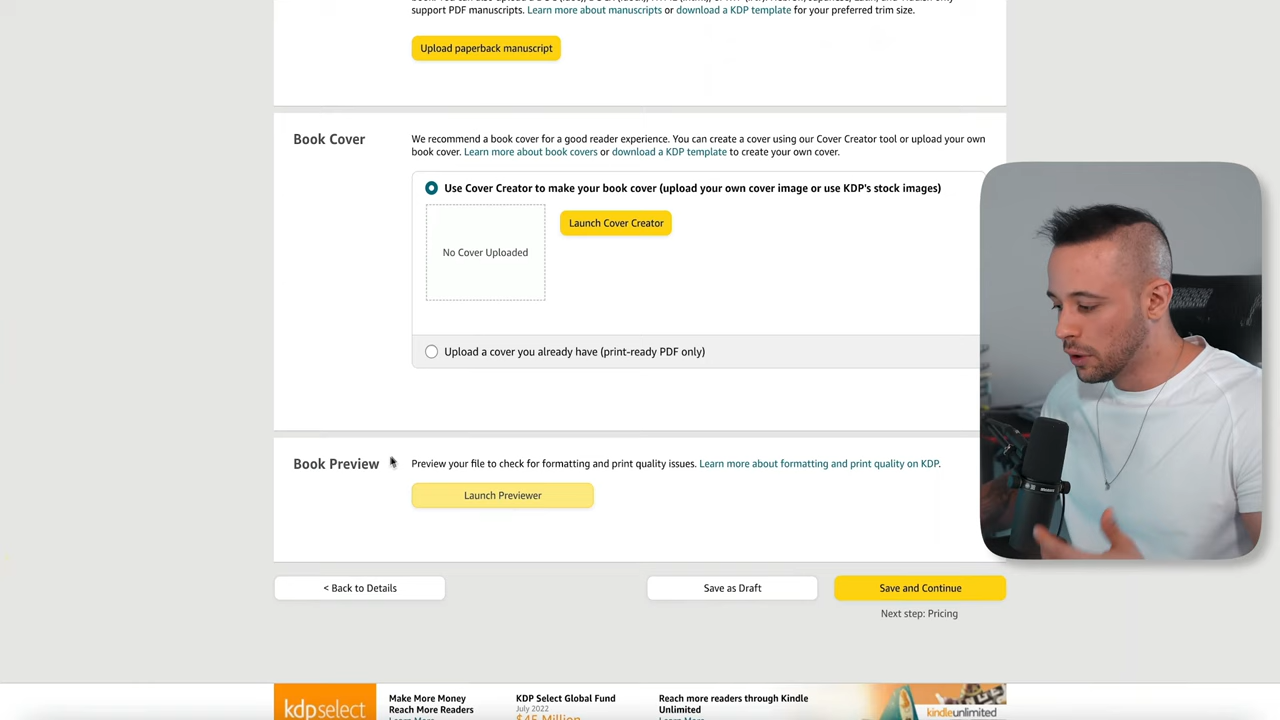 support PDF manuscripts. Learn more about manuscripts or download a KDP template for your preferred trim size.
Upload paperback manuscript
Book Cover
We recommend a book cover for a good reader experience. You can create a cover using our Cover Creator tool or upload your own
book cover. Learn more about book covers or download a KDP template to create your own cover.
Use Cover Creator to make your book cover (upload your own cover image or use KDP's stock images)
Launch Cover Creator
No Cover Uploaded
Upload a cover you already have (print-ready PDF only)
Book Preview
Preview your file to check for formatting and print quality issues. Learn more about formatting and print quality on KDP.
Launch Previewer
< Back to Details
Save as Draft
Save and Continue
Next step: Pricing
kdpselect
Make More Money
Reach More Readers
KDP Select Global Fund
July 2022
$45 Million
Reach more readers through Kindle
Unlimited
kindleunlimited